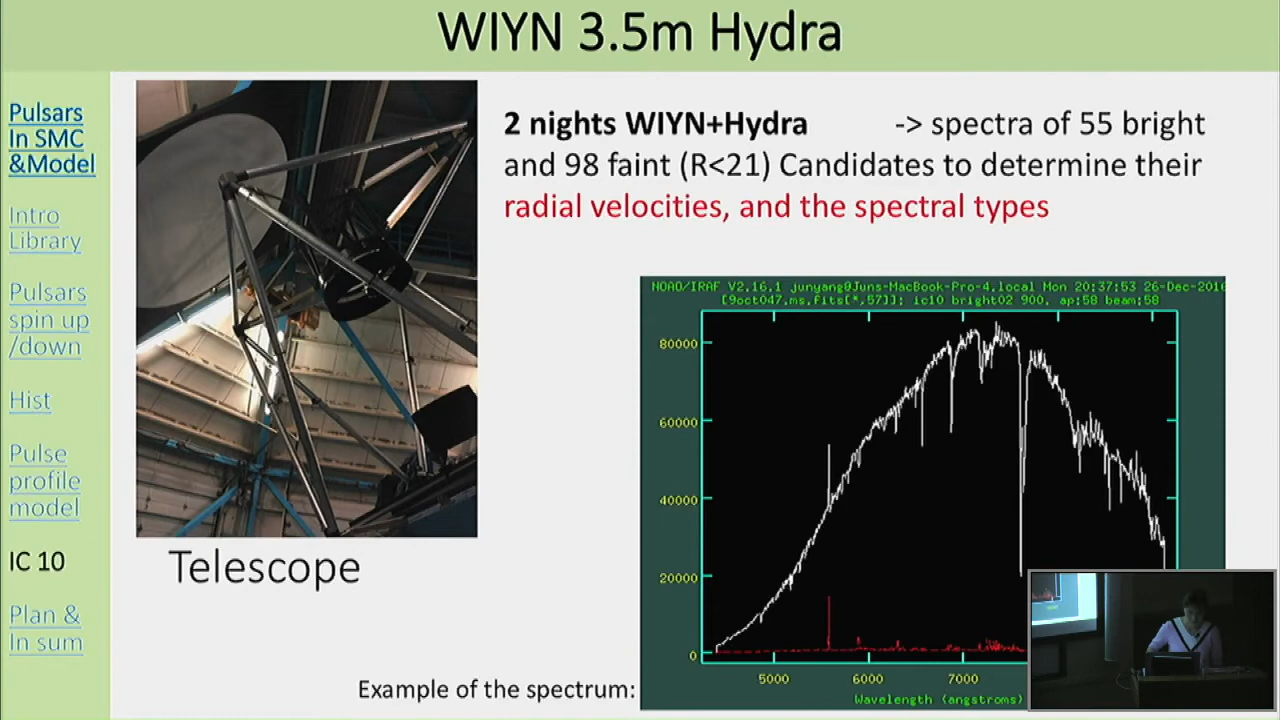 WIYN 3.5m Hydra
Pulsars
In SMC
&Model
Intro
Library
Pulsars
spin up
/down
Hist
Pulse
profile
model
IC 10
Plan &
In sum
2 nights WIYN+Hydra -> spectra of 55 bright
and 98 faint (R<21) Candidates to determine their
radial velocities, and the spectral types
Telescope
Example of the spectrum:
NOAO/IRAF V2.16.1 junyang@Juns-MacBook-Pro-4.local Mon 20:37:53 26-Dec-2016
[9oct047.ms.fits[*,57]]: ic10 bright02 900. ap:58 beam:58
80000
60000
40000
20000
0
5000 6000 7000
Wavelength (angstroms)